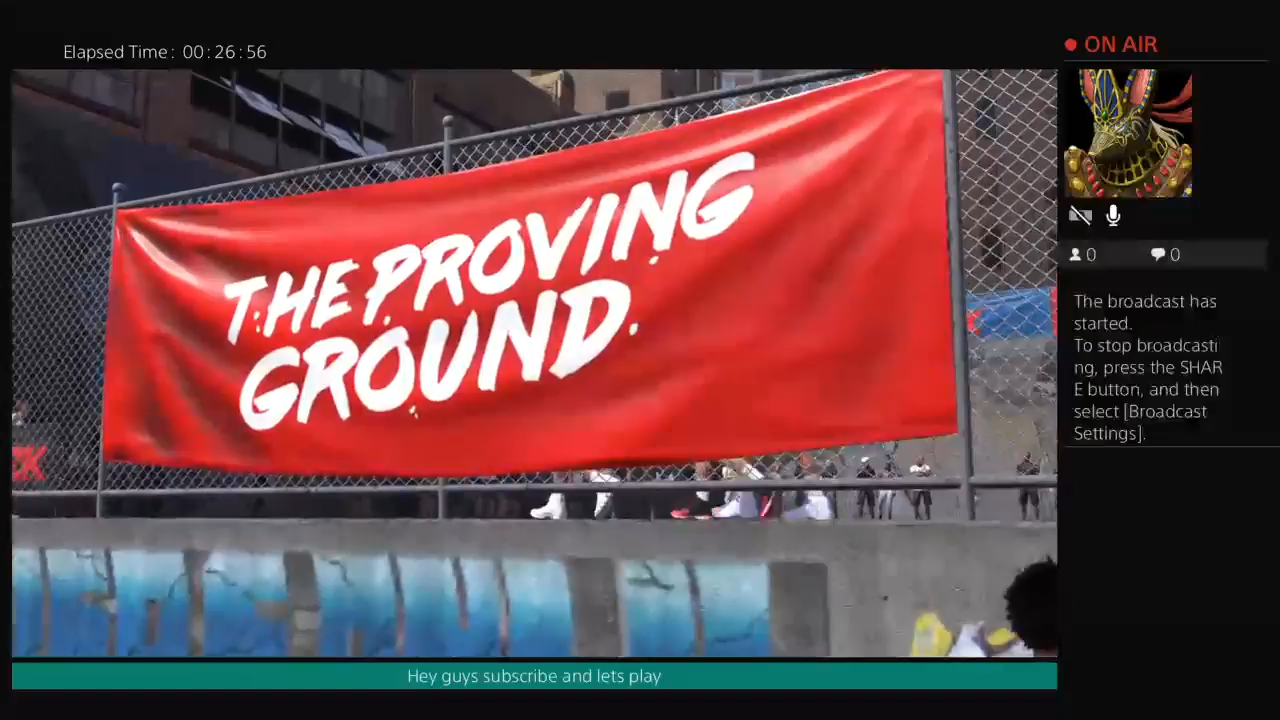 Elapsed Time: 00:26:56
ON AIR
THE PROVING
GROUND.
0 0
The broadcast has
started.
To stop broadcasti
ng, press the SHAR
E button, and then
select [Broadcast
Settings].
Hey guys subscribe and lets play